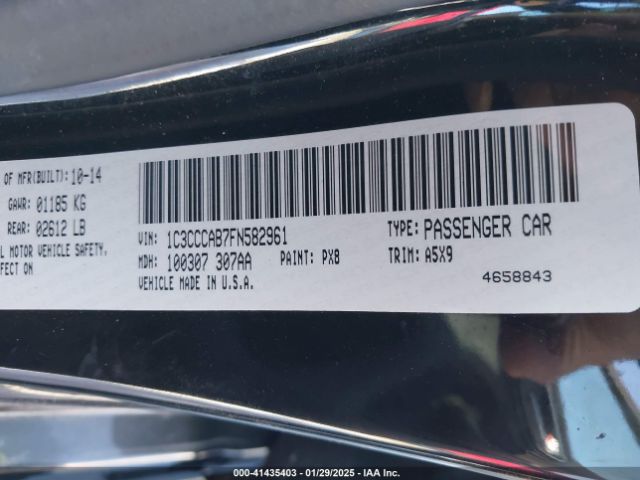 OF MFR(BUILT): 10-14
GAWR: 01185 KG
REAR: 02612 LB
MOTOR VEHICLE SAFETY,
ON
VIN: 1C3CCCAB7FN582961
TYPE: PASSENGER CAR
MDH: 100307 307AA PAINT: PX8 TRIM: A5X9
VEHICLE MADE IN U.S.A.
4658843
000-41435403 - 01/29/2025 - IAA Inc.